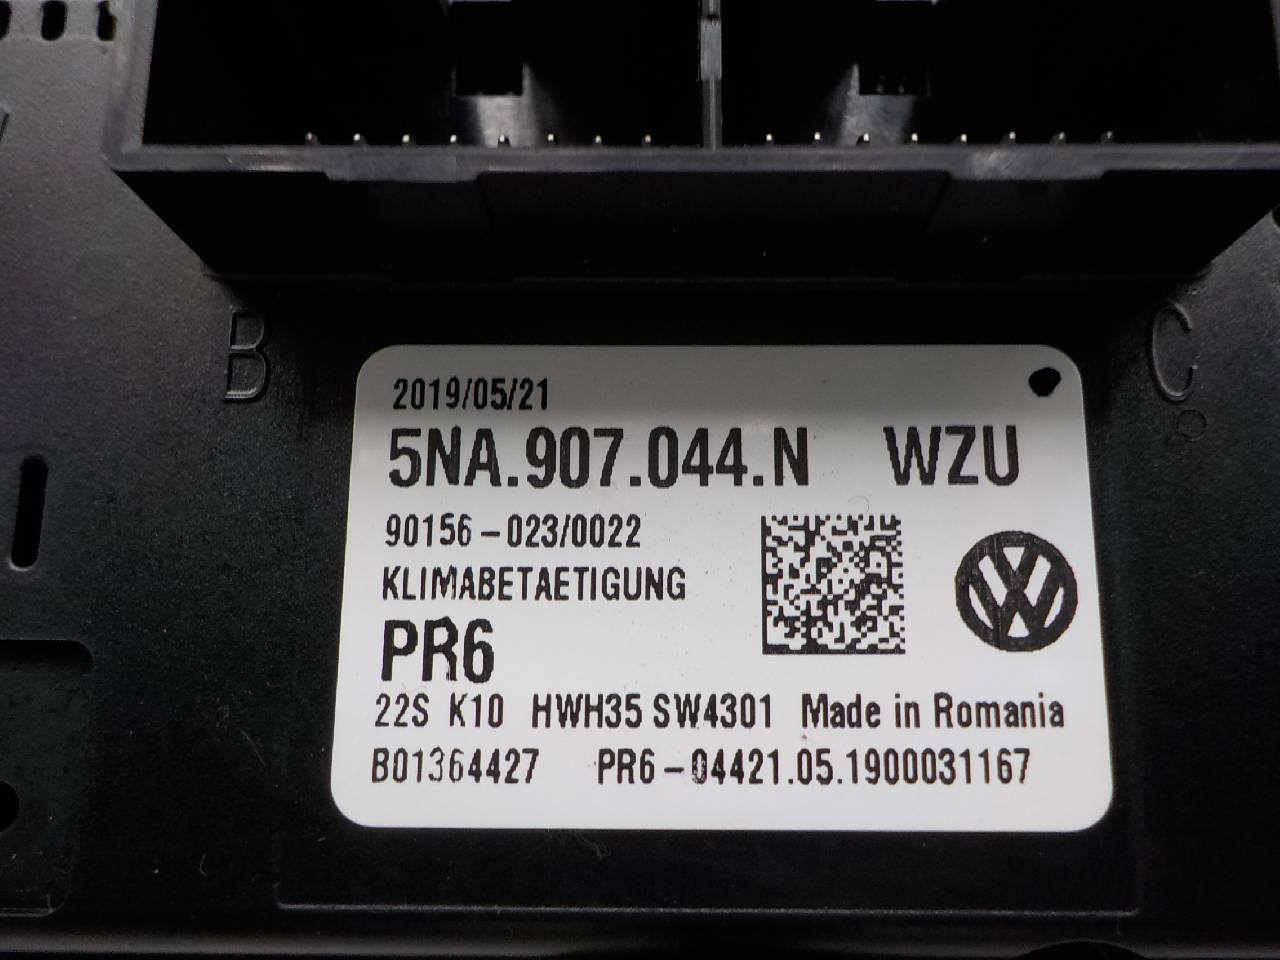 B
C
2019/05/21
5NA.907.044.N WZU
90156-023/0022
KLIMABETAETIGUNG
PR6
22S K10 HWH35 SW4301 Made in Romania
B01364427 PR6-04421.05.1900031167